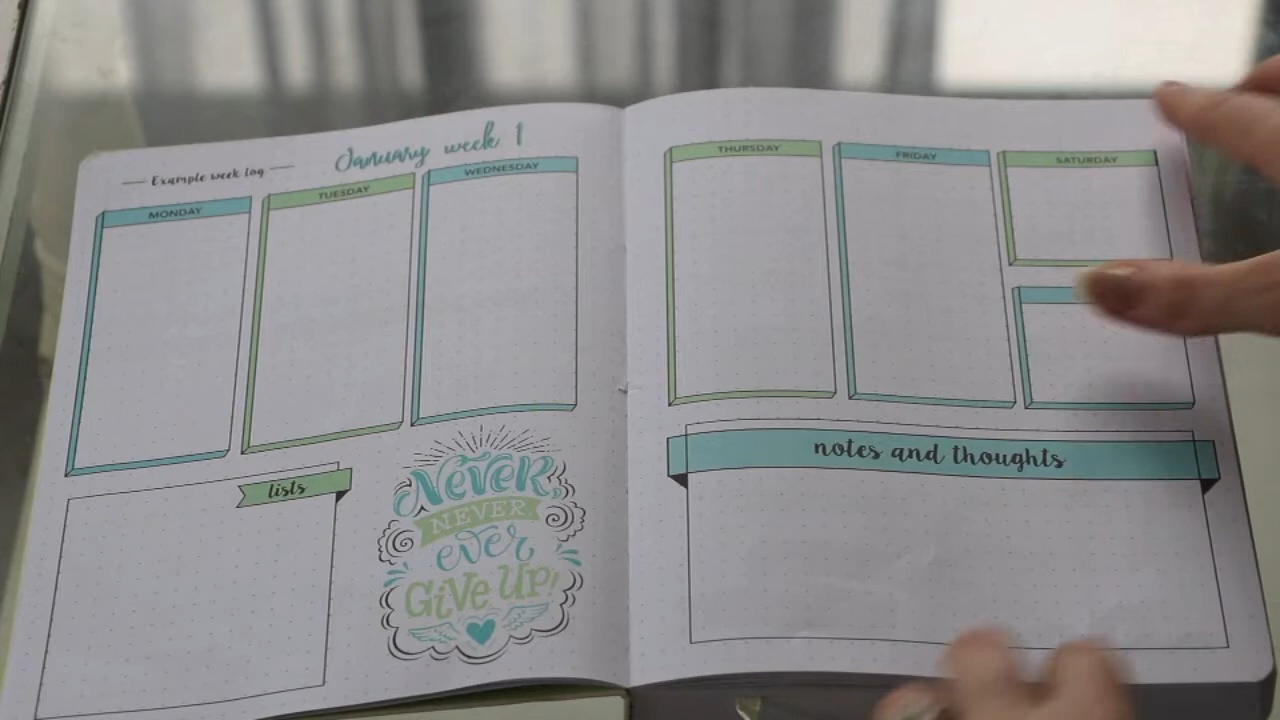 Example week log
January week 1
MONDAY
TUESDAY
WEDNESDAY
THURSDAY
FRIDAY
SATURDAY
lists
Never,
NEVER
ever
Give Up!
notes and thoughts